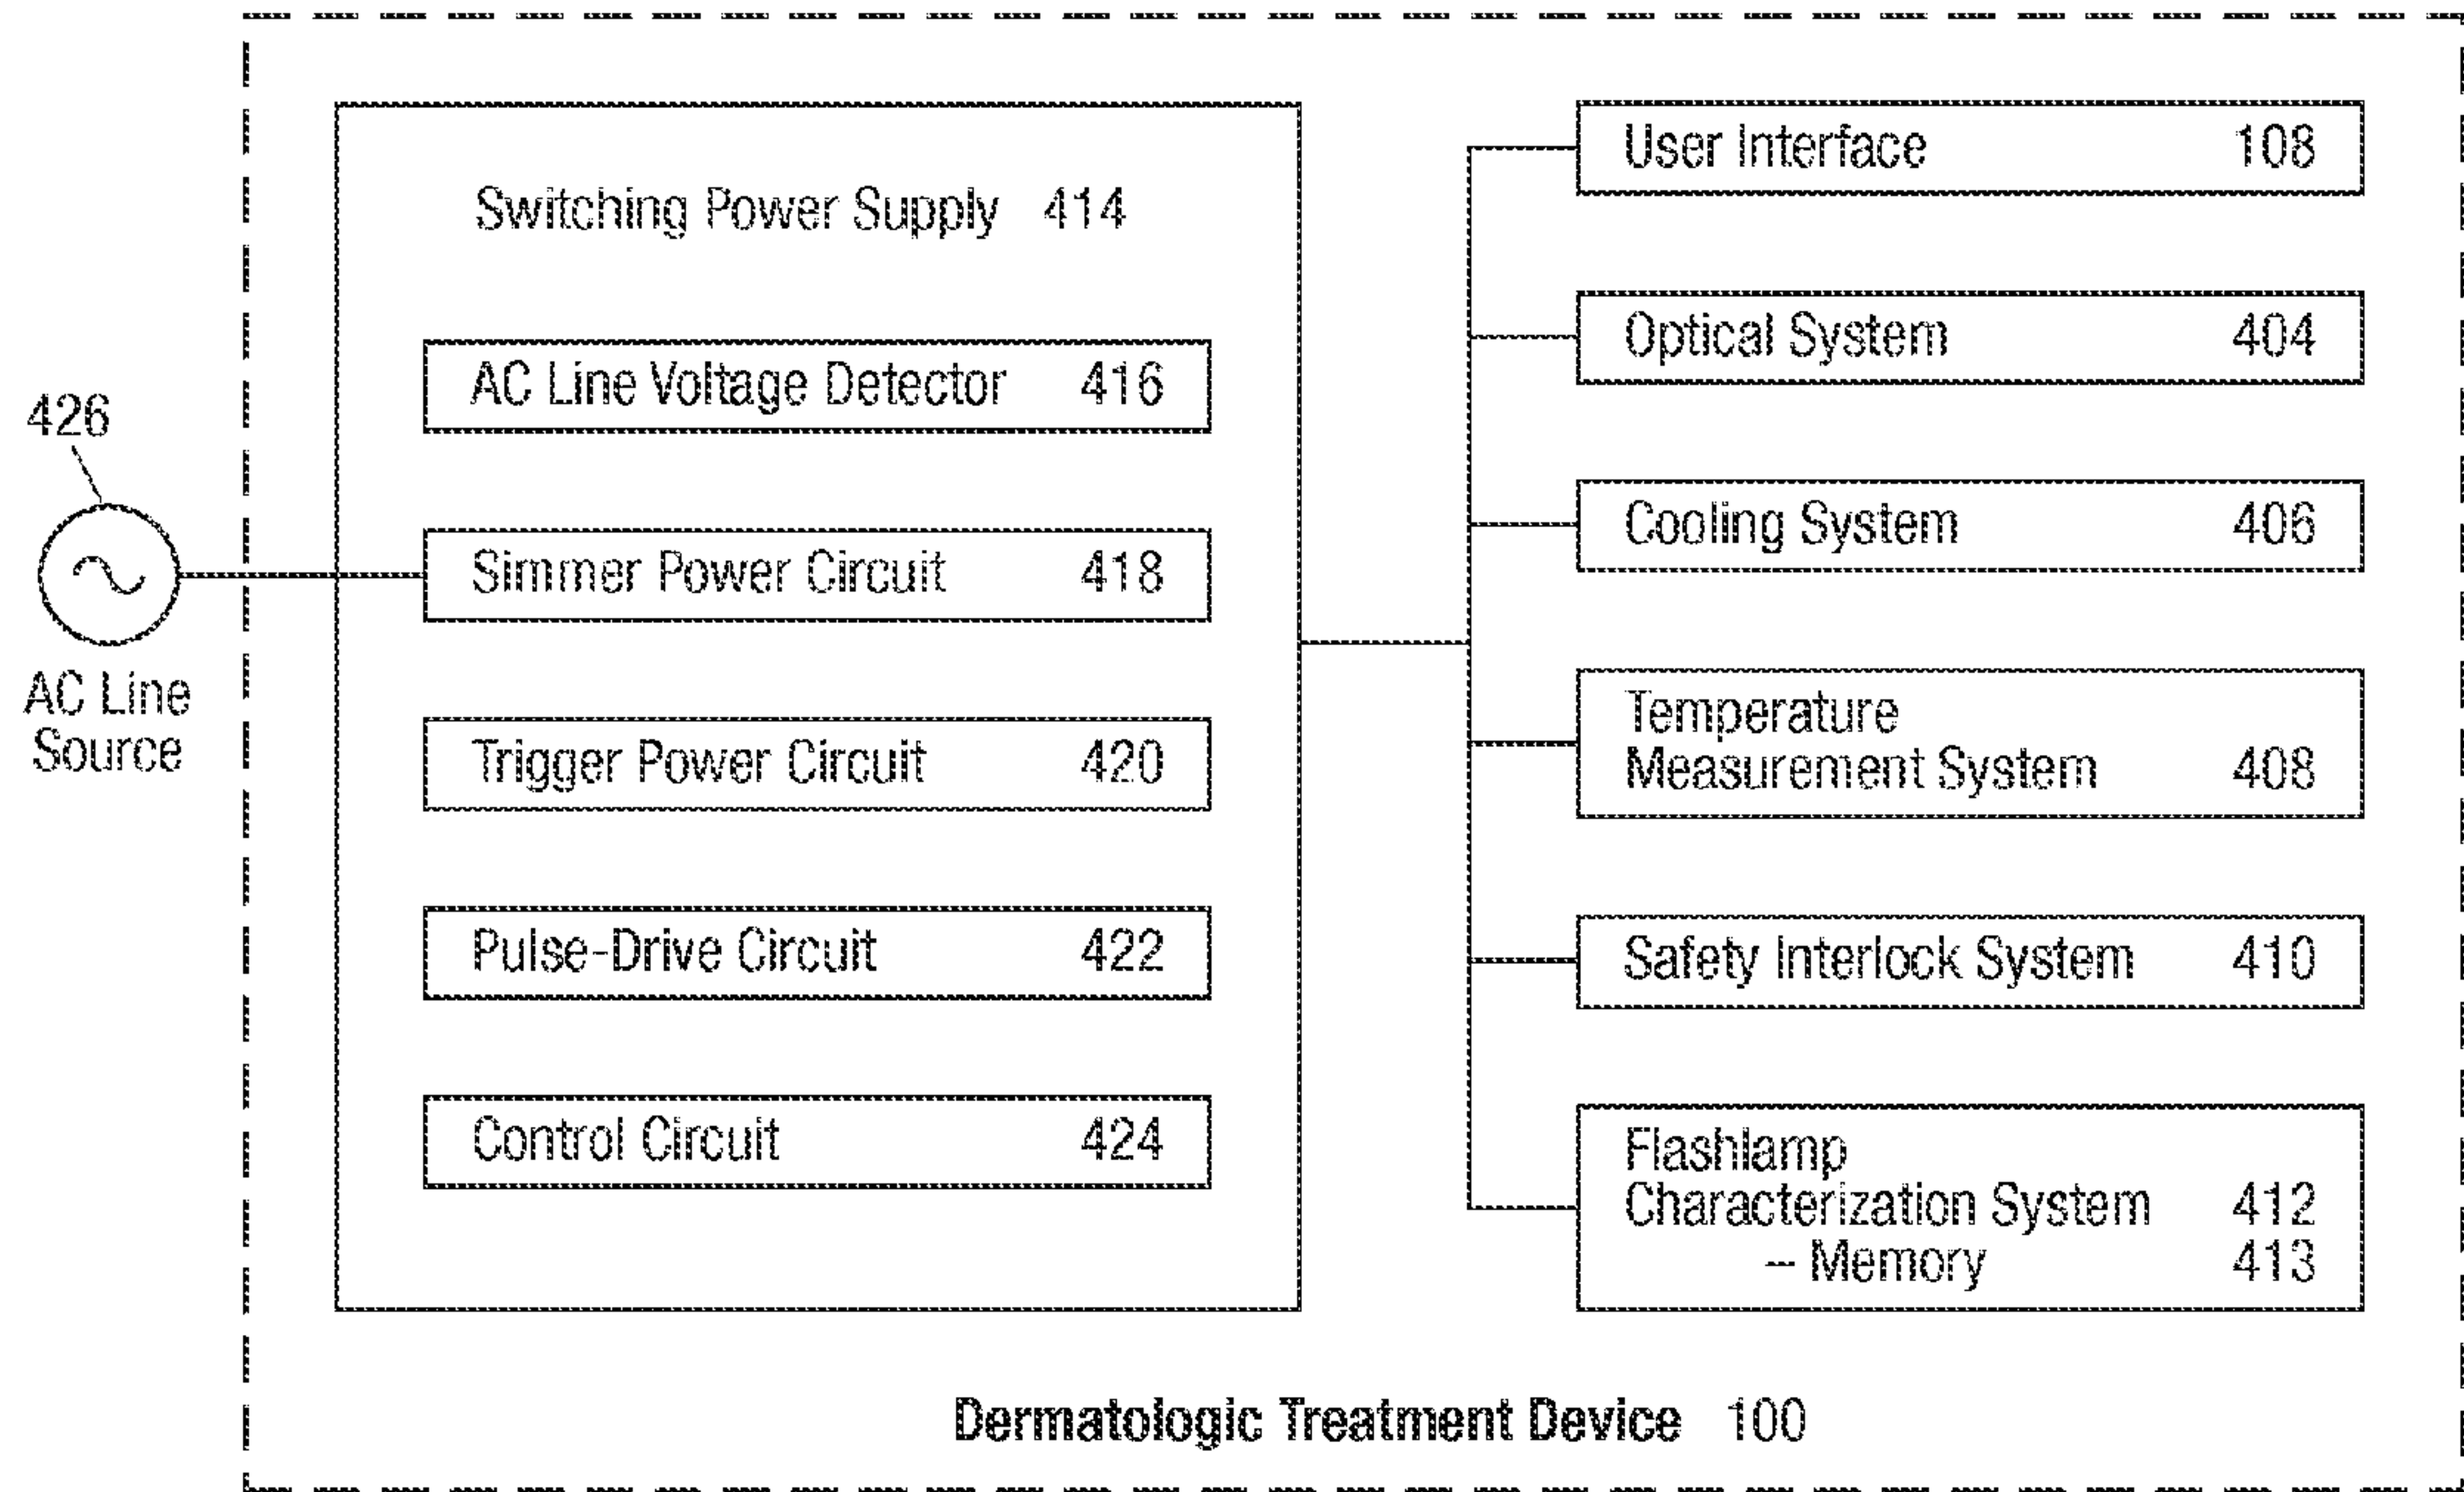 426
AC Line
Source
Switching Power Supply 414
AC Line Voltage Detector 416
Simmer Power Circuit 418
Trigger Power Circuit 420
Pulse-Drive Circuit 422
Control Circuit 424
User Interface 108
Optical System 404
Cooling System 406
Temperature
Measurement System 408
Safety Interlock System 410
Flashlamp
Characterization System 412
– Memory 413
Dermatologic Treatment Device 100